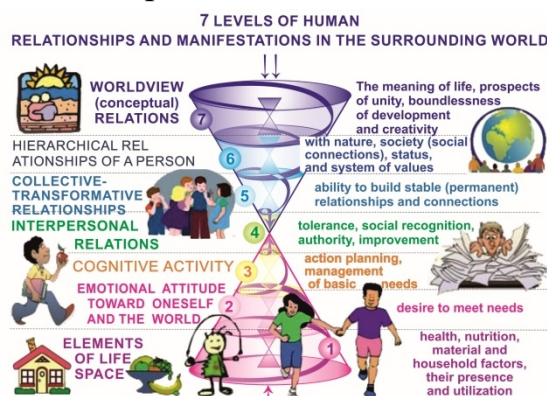 7 LEVELS OF HUMAN
RELATIONSHIPS AND MANIFESTATIONS IN THE SURROUNDING WORLD
WORLDVIEW
(conceptual)
RELATIONS
7
The meaning of life, prospects
of unity, boundlessness
of development
and creativity
HIERARCHICAL REL
ATIONSHIPS OF A PERSON
6
with nature, society (social
connections), status,
and system of values
COLLECTIVE-
TRANSFORMATIVE
RELATIONSHIPS
5
ability to build stable (permanent)
relationships and connections
INTERPERSONAL
RELATIONS
4
tolerance, social recognition,
authority, improvement
COGNITIVE ACTIVITY
3
action planning,
management
of basic needs
EMOTIONAL ATTITUDE
TOWARD ONESELF
AND THE WORLD
2
desire to meet needs
ELEMENTS
OF LIFE
SPACE
1
health, nutrition,
material and
household factors,
their presence
and utilization